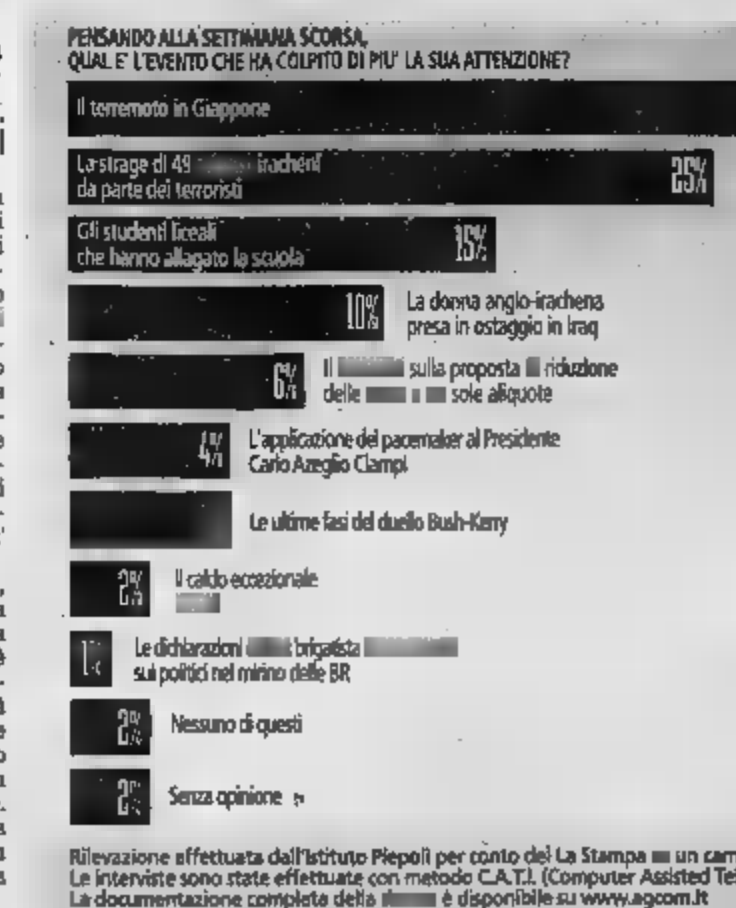 PENSANDO ALLA SETTIMANA SCORSA,
QUAL E' L'EVENTO CHE HA COLPITO DI PIU' LA SUA ATTENZIONE?
Il terremoto in Giappone
La strage di 49 iracheni
da parte dei terroristi
25%
Gli studenti liceali
che hanno allagato la scuola
15%
10%
La donna anglo-irachena
presa in ostaggio in Iraq
6%
Il sulla proposta riduzione
delle sole aliquote
4%
L'applicazione del pacemaker al Presidente
Carlo Azeglio Ciampi
Le ultime fasi del duello Bush-Kerry
2%
Il caldo eccezionale
Le dichiarazioni brigatista
sui politici nel mirino delle BR
2%
Nessuno di questi
2%
Senza opinione
Rilevazione effettuata dall'Istituto Piepoli per conto del La Stampa un
Le interviste sono state effettuate con metodo C.A.T.I. (Computer Assisted
La documentazione completa della è disponibile su www.agcom.it